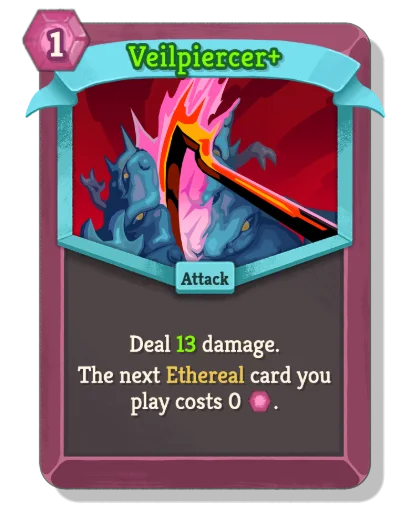 1
Veilpiercer+
Attack
Deal 13 damage.
The next Ethereal card you
play costs 0 .